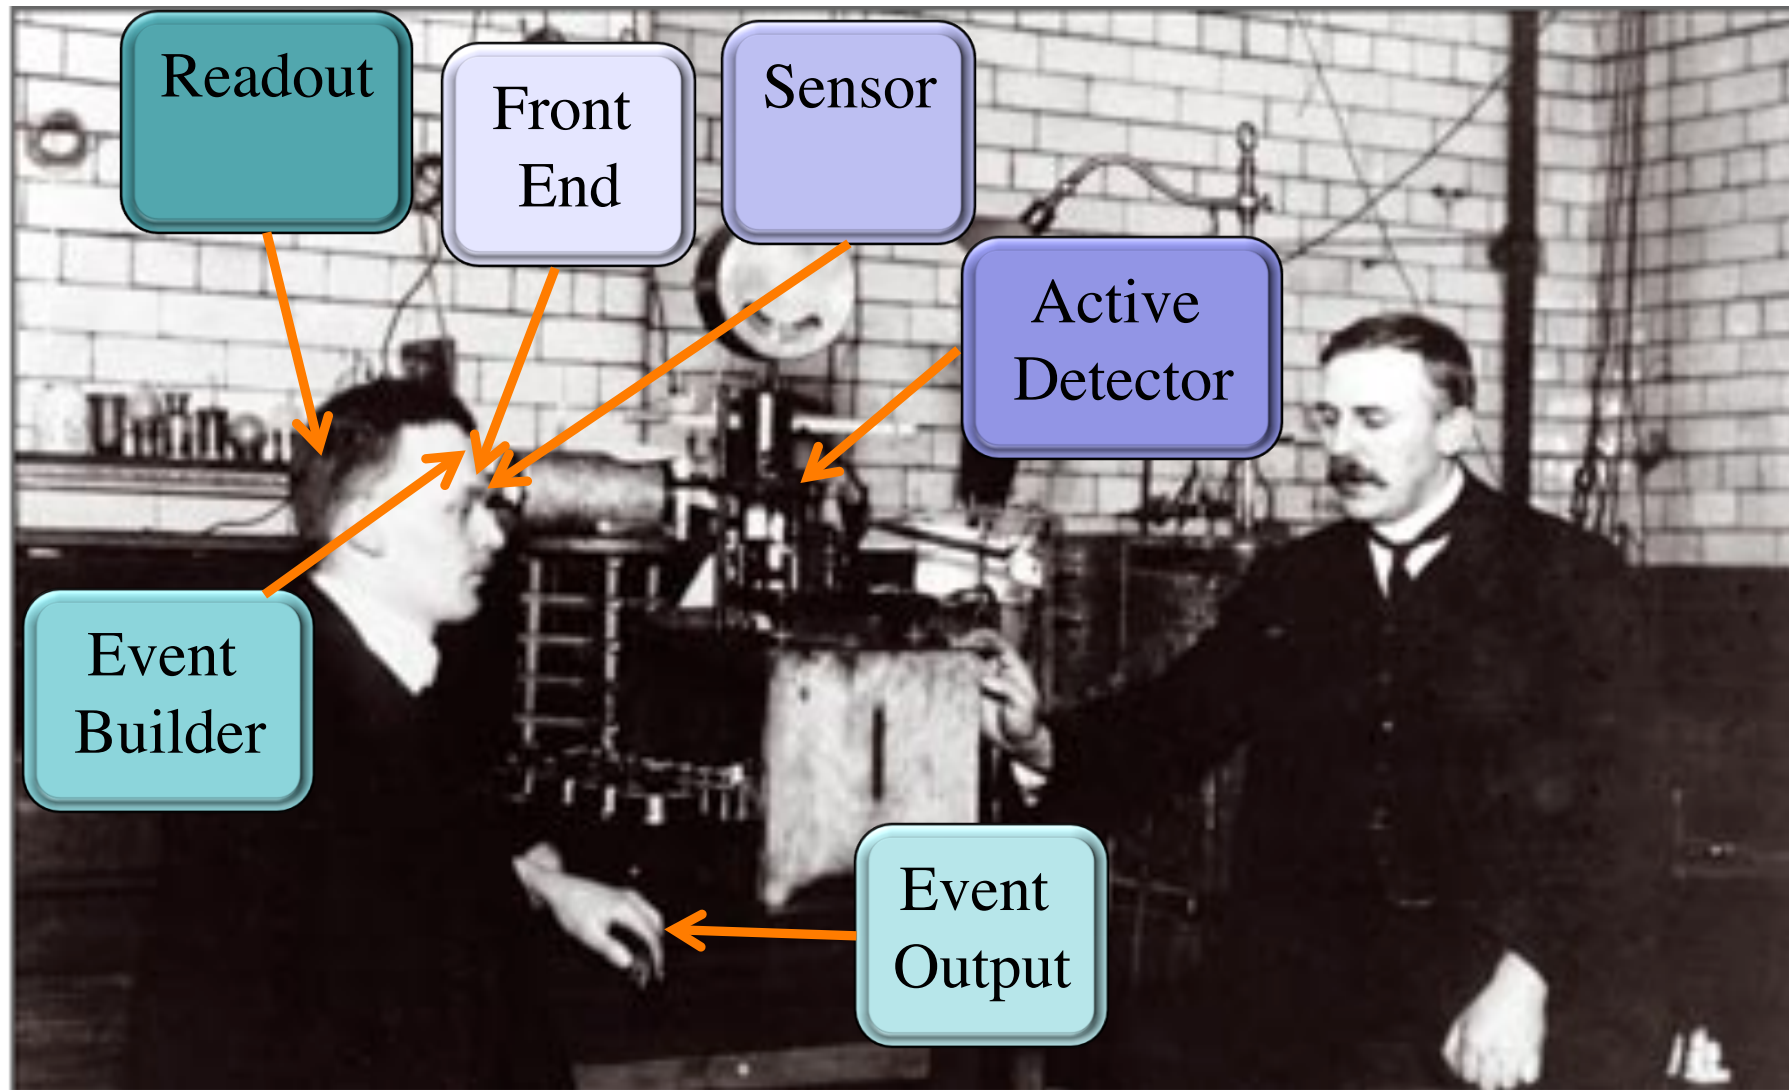 Readout
Front
End
Sensor
Active
Detector
Event
Builder
Event
Output